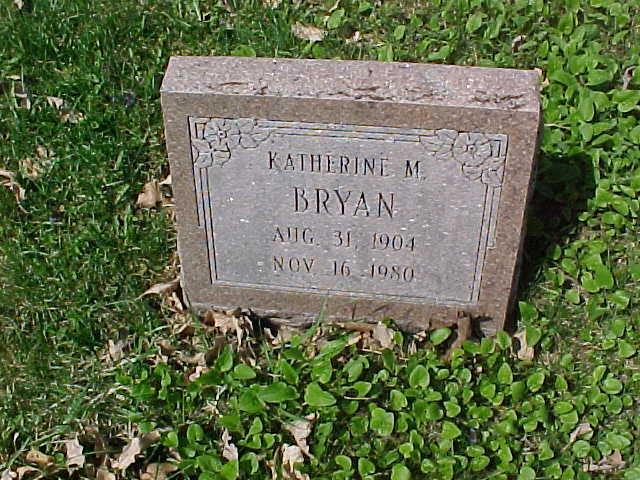 KATHERINE M.
BRYAN
AUG. 31, 1904
NOV. 16, 1980